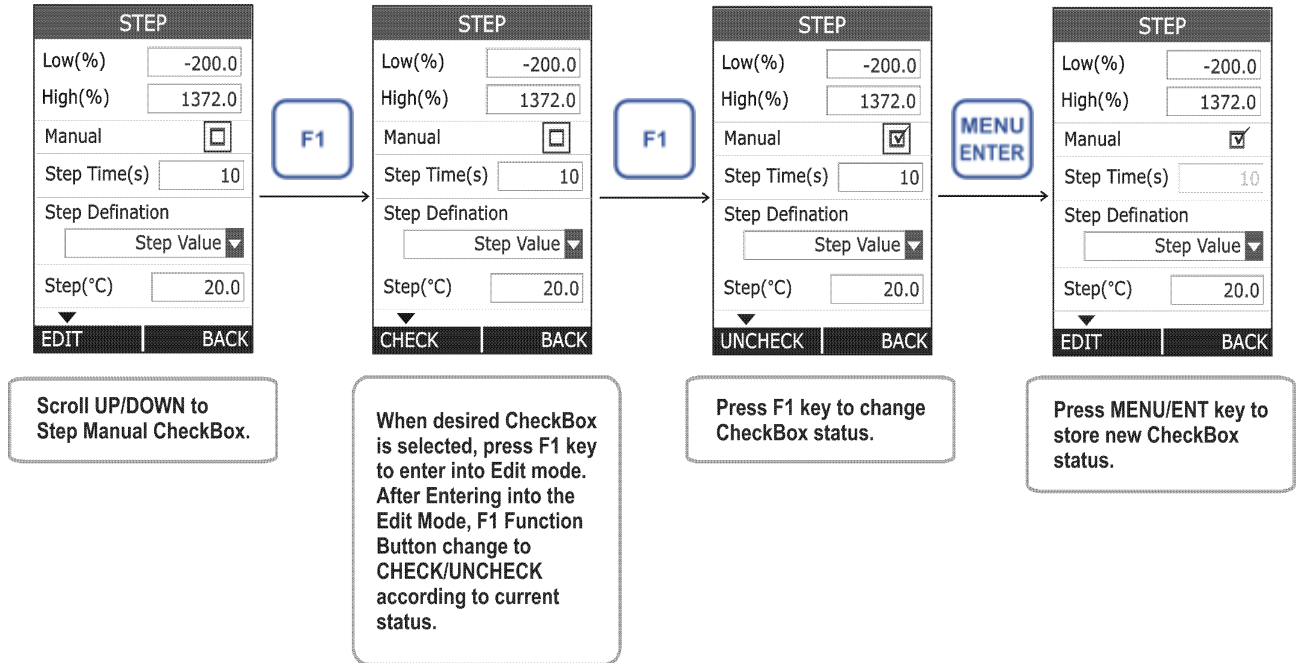 STEP
Low(%) -200.0
High(%) 1372.0
Manual
Step Time(s) 10
Step Defination
Step Value
Step(°C) 20.0
EDIT BACK
Scroll UP/DOWN to
Step Manual CheckBox.
F1
STEP
Low(%) -200.0
High(%) 1372.0
Manual
Step Time(s) 10
Step Defination
Step Value
Step(°C) 20.0
CHECK BACK
When desired CheckBox
is selected, press F1 key
to enter into Edit mode.
After Entering into the
Edit Mode, F1 Function
Button change to
CHECK/UNCHECK
according to current
status.
F1
STEP
Low(%) -200.0
High(%) 1372.0
Manual
Step Time(s) 10
Step Defination
Step Value
Step(°C) 20.0
UNCHECK BACK
Press F1 key to change
CheckBox status.
MENU
ENTER
STEP
Low(%) -200.0
High(%) 1372.0
Manual
Step Time(s) 10
Step Defination
Step Value
Step(°C) 20.0
EDIT BACK
Press MENU/ENT key to
store new CheckBox
status.